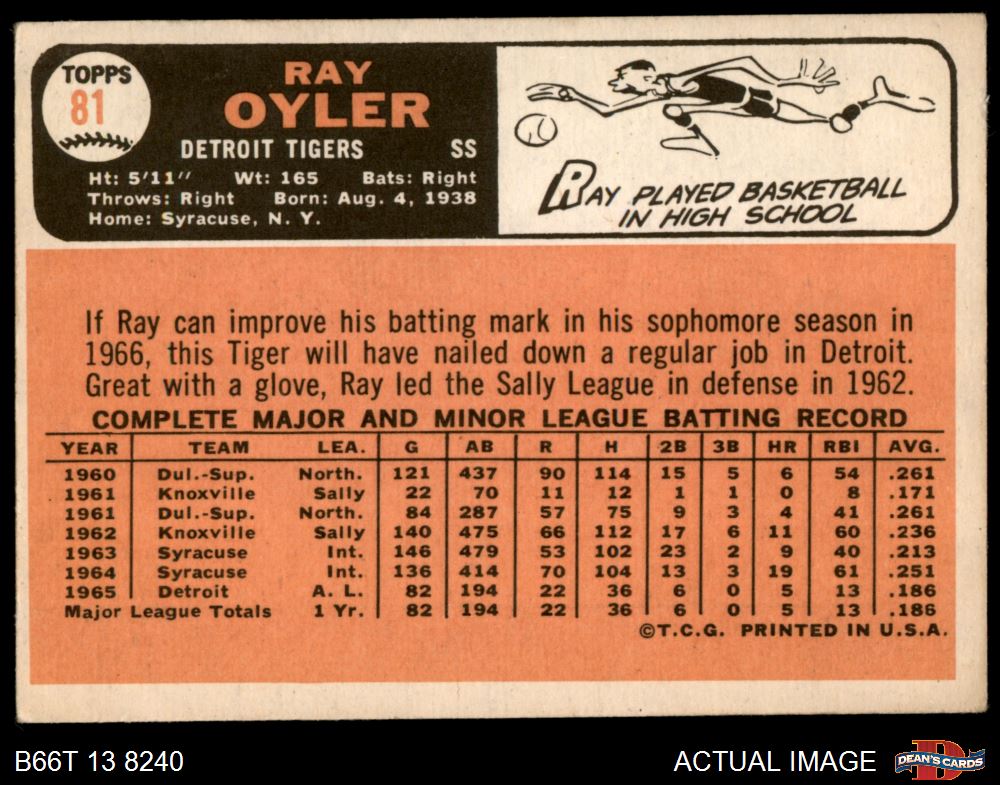 TOPPS
81
RAY
OYLER
DETROIT TIGERS SS
Ht: 5'11" Wt: 165 Bats: Right
Throws: Right Born: Aug. 4, 1938
Home: Syracuse, N. Y.
RAY PLAYED BASKETBALL
IN HIGH SCHOOL
If Ray can improve his batting mark in his sophomore season in
1966, this Tiger will have nailed down a regular job in Detroit.
Great with a glove, Ray led the Sally League in defense in 1962.
COMPLETE MAJOR AND MINOR LEAGUE BATTING RECORD
YEAR TEAM LEA. G AB R H 2B 3B HR RBI AVG.
1960 Dul.-Sup. North. 121 437 90 114 15 5 6 54 .261
1961 Knoxville Sally 22 70 11 12 1 1 0 8 .171
1961 Dul.-Sup. North. 84 287 57 75 9 3 4 41 .261
1962 Knoxville Sally 140 475 66 112 17 6 11 60 .236
1963 Syracuse Int. 146 479 53 102 23 2 9 40 .213
1964 Syracuse Int. 136 414 70 104 13 3 19 61 .251
1965 Detroit A. L. 82 194 22 36 6 0 5 13 .186
Major League Totals 1 Yr. 82 194 22 36 6 0 5 13 .186
©T.C.G. PRINTED IN U.S.A.
B66T 13 8240 ACTUAL IMAGE D DEAN'S CARDS